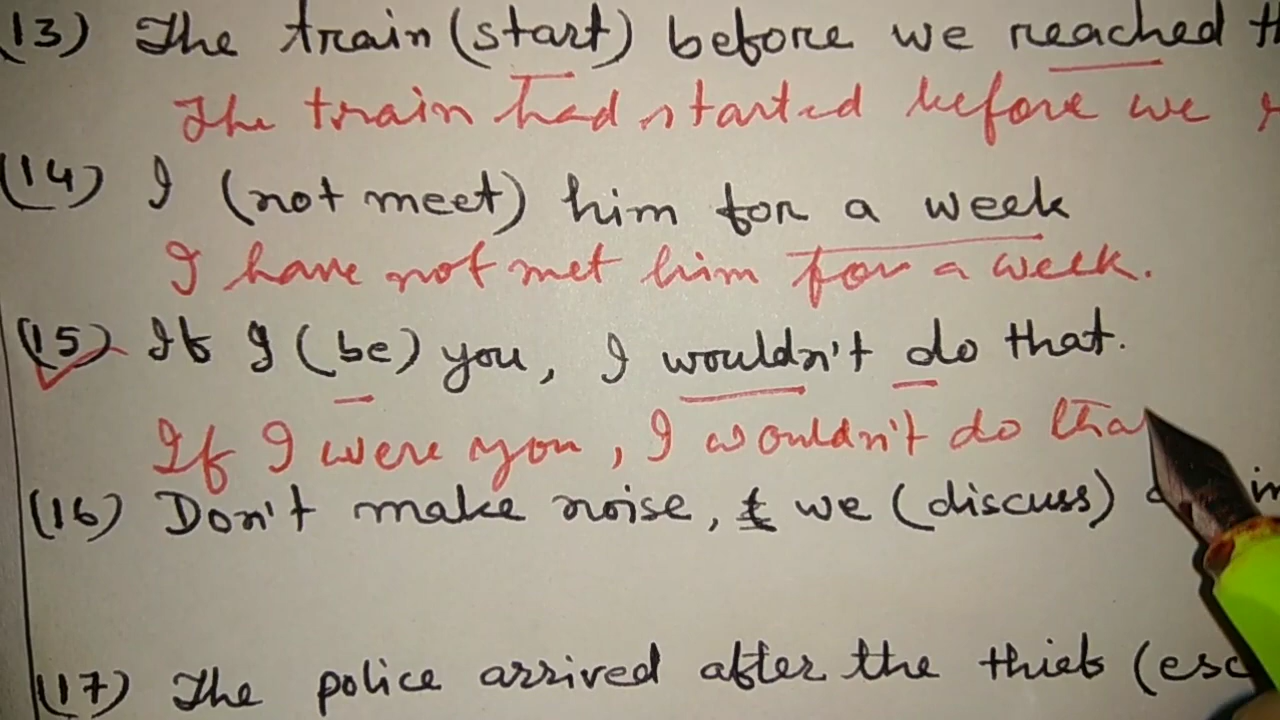 (13) The train (start) before we reached
The train had started before we
(14) I (not meet) him for a week
I have not met him for a week.
(15) If I (be) you, I wouldn't do that.
If I were you, I wouldn't do tha
(16) Don't make noise, we (discuss)
(17) The police arrived after the thief (esc